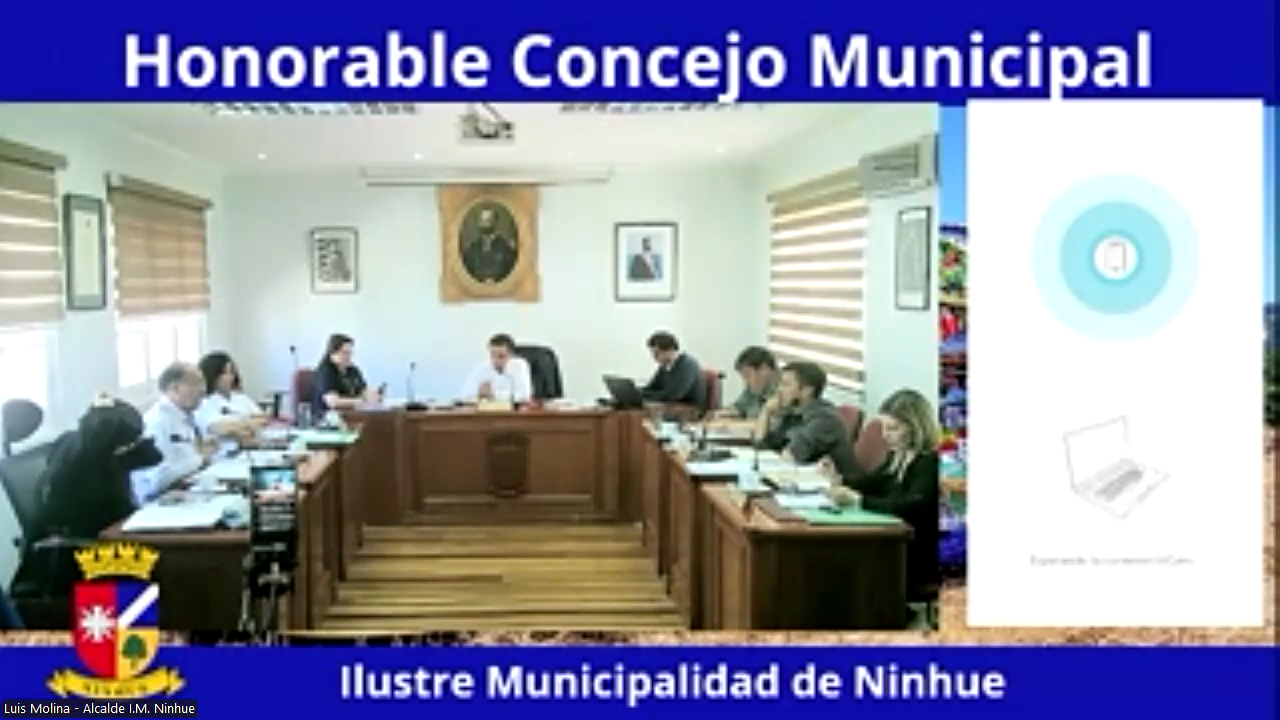 Honorable Concejo Municipal
Ilustre Municipalidad de Ninhue
Luis Molina - Alcalde I.M. Ninhue